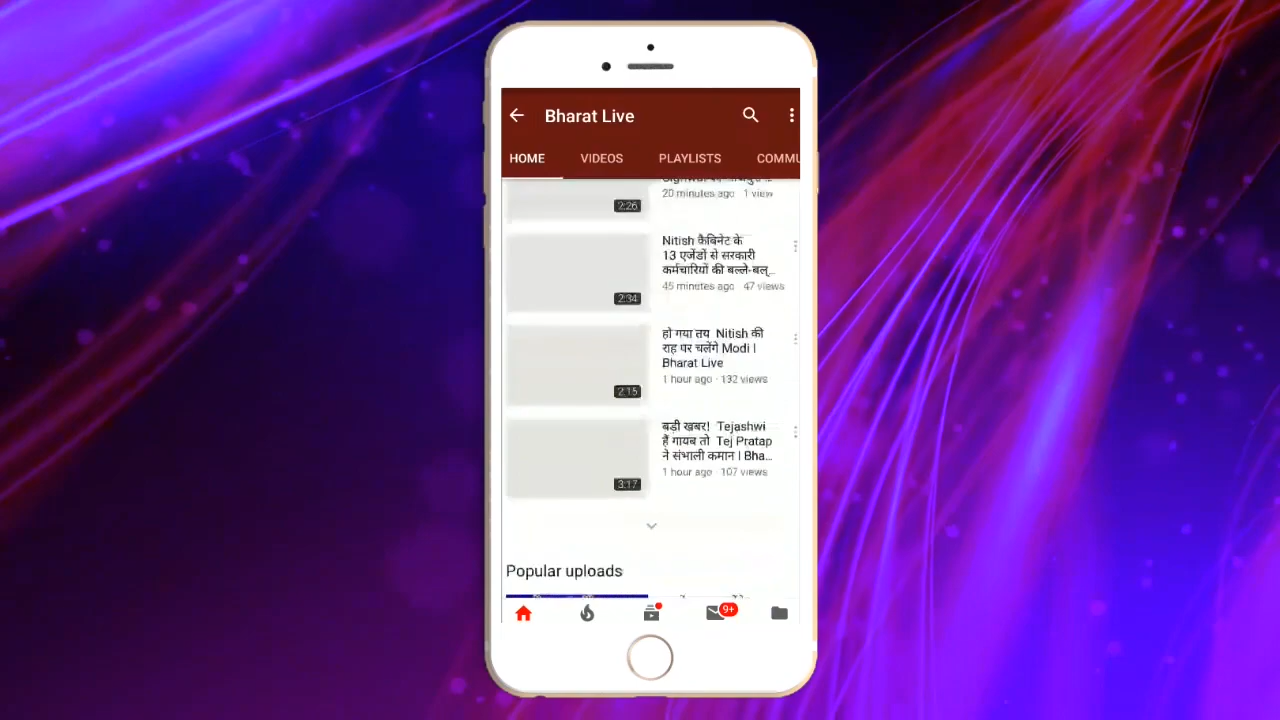 Bharat Live
HOME VIDEOS PLAYLISTS COMMU
20 minutes ago · 1 view
2:26
Nitish कैबिनेट के
13 एजेंडों से सरकारी
कर्मचारियों की बल्ले-बल्...
45 minutes ago · 47 views
2:34
हो गया तय Nitish की
राह पर चलेंगे Modi |
Bharat Live
1 hour ago · 132 views
2:15
बड़ी खबर! Tejashwi
हैं गायब तो Tej Pratap
ने संभाली कमान | Bha...
1 hour ago · 107 views
3:17
Popular uploads
9+